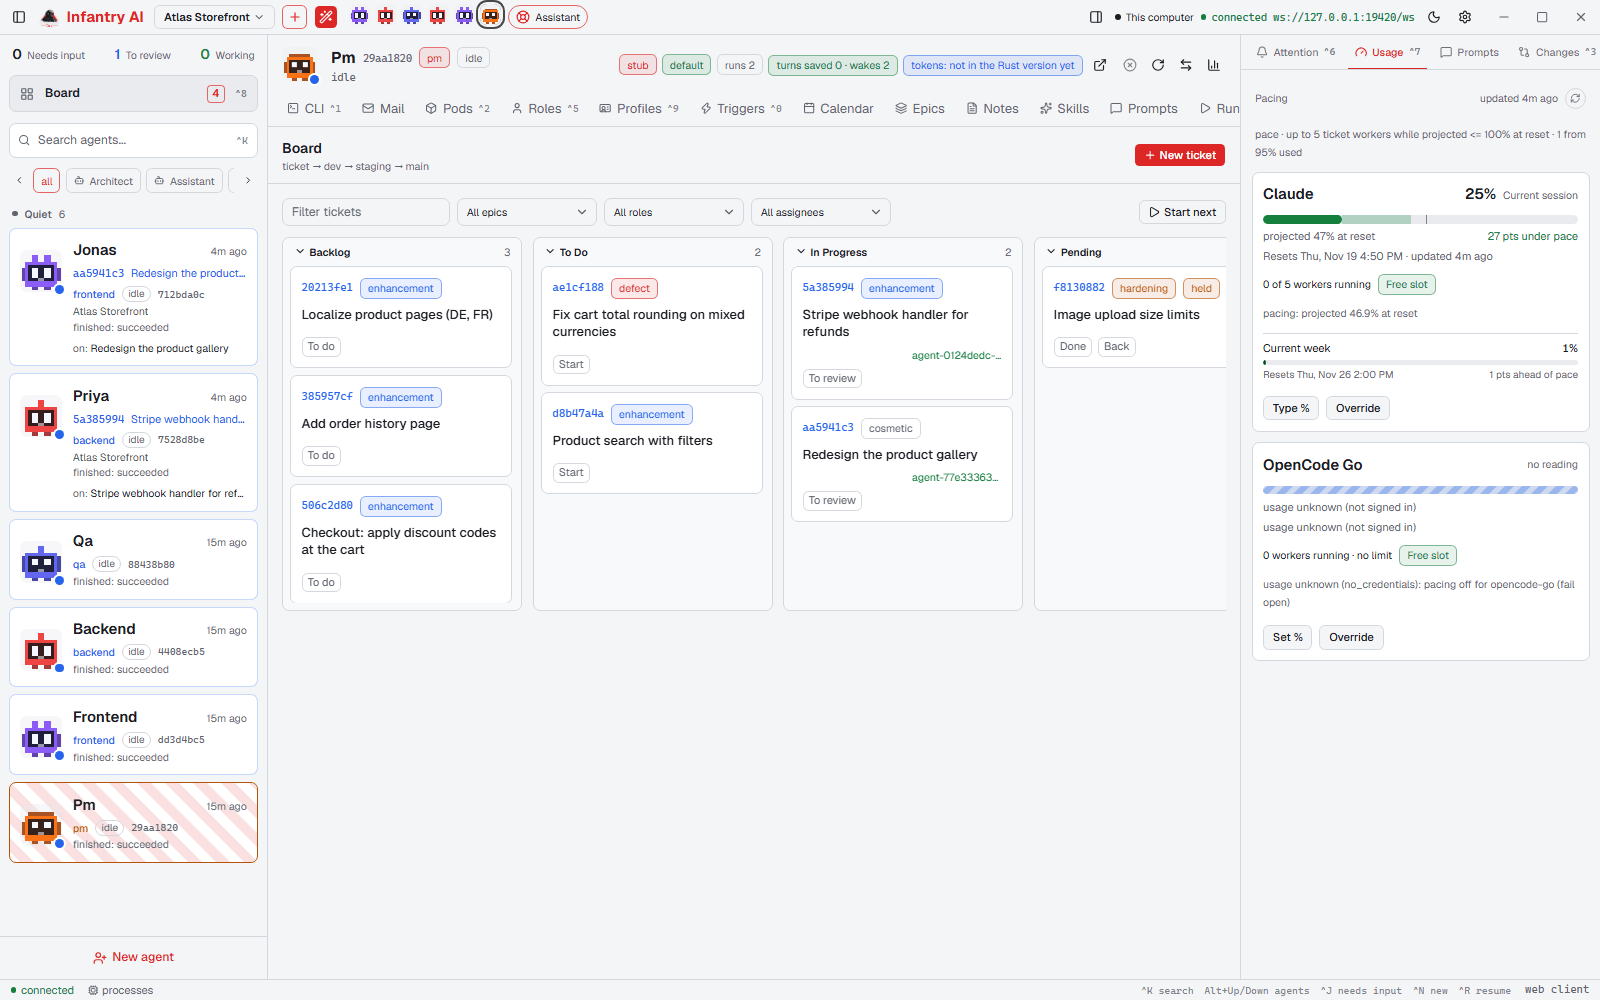 Infantry AI
Atlas Storefront
Assistant
This computer
connected ws://127.0.0.1:19420/ws
0 Needs input
1 To review
0 Working
Board 4 ^8
Search agents... ^K
all
Architect
Assistant
Quiet 6
Jonas 4m ago
aa5941c3 Redesign the product...
frontend idle 712bda0c
Atlas Storefront
finished: succeeded
on: Redesign the product gallery
Priya 4m ago
5a385994 Stripe webhook hand...
backend idle 7528d8be
Atlas Storefront
finished: succeeded
on: Stripe webhook handler for ref...
Qa 15m ago
qa idle 88438b80
finished: succeeded
Backend 15m ago
backend idle 4408ecb5
finished: succeeded
Frontend 15m ago
frontend idle dd3d4bc5
finished: succeeded
Pm 15m ago
pm idle 29aa1820
finished: succeeded
New agent
Pm 29aa1820 pm idle
idle
stub
default
runs 2
turns saved 0 · wakes 2
tokens: not in the Rust version yet
CLI ^1
Mail
Pods ^2
Roles ^5
Profiles ^9
Triggers ^0
Calendar
Epics
Notes
Skills
Prompts
Run
Board
ticket → dev → staging → main
+ New ticket
Filter tickets
All epics
All roles
All assignees
Start next
Backlog 3
20213fe1 enhancement
Localize product pages (DE, FR)
To do
385957cf enhancement
Add order history page
To do
506c2d80 enhancement
Checkout: apply discount codes
at the cart
To do
To Do 2
ae1cf188 defect
Fix cart total rounding on mixed
currencies
Start
d8b47a4a enhancement
Product search with filters
Start
In Progress 2
5a385994 enhancement
Stripe webhook handler for
refunds
agent-0124dedc-...
To review
aa5941c3 cosmetic
Redesign the product gallery
agent-77e33363...
To review
Pending
f8130882 hardening held
Image upload size limits
Done Back
Attention ^6
Usage ^7
Prompts
Changes ^3
Pacing updated 4m ago
pace · up to 5 ticket workers while projected <= 100% at reset · 1 from
95% used
Claude 25% Current session
projected 47% at reset 27 pts under pace
Resets Thu, Nov 19 4:50 PM · updated 4m ago
0 of 5 workers running Free slot
pacing: projected 46.9% at reset
Current week 1%
Resets Thu, Nov 26 2:00 PM 1 pts ahead of pace
Type % Override
OpenCode Go no reading
usage unknown (not signed in)
usage unknown (not signed in)
0 workers running · no limit Free slot
usage unknown (no_credentials): pacing off for opencode-go (fail
open)
Set % Override
connected
processes
^K search Alt+Up/Down agents ^J needs input ^N new ^R resume web client